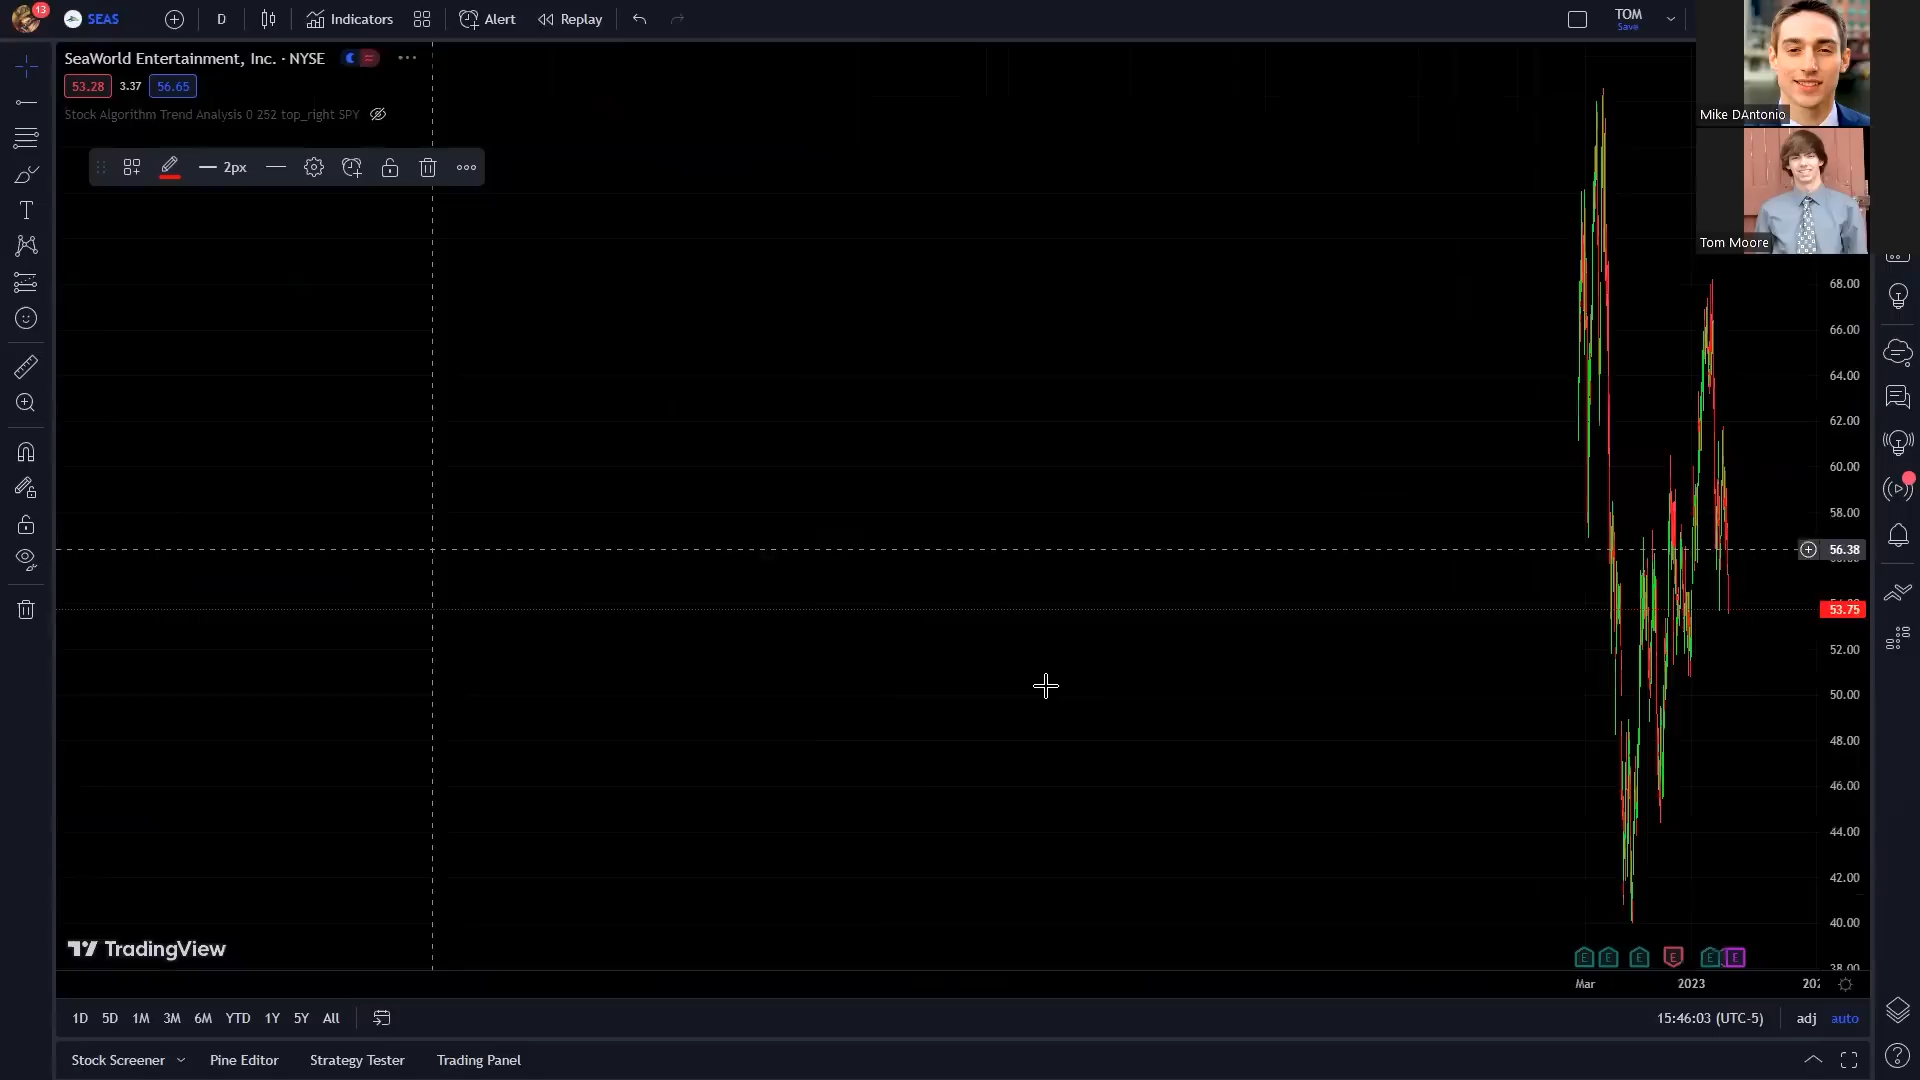 13
SEAS
D
Indicators
Alert
Replay
TOM
Save
SeaWorld Entertainment, Inc. · NYSE
53.28
3.37
56.65
Stock Algorithm Trend Analysis 0 252 top_right SPY
2px
Mike DAntonio
Tom Moore
68.00
66.00
64.00
62.00
60.00
58.00
56.38
53.75
52.00
50.00
48.00
46.00
44.00
42.00
40.00
38.00
TradingView
E E E E E E
Mar 2023
1D 5D 1M 3M 6M YTD 1Y 5Y All
15:46:03 (UTC-5)
adj
auto
Stock Screener
Pine Editor
Strategy Tester
Trading Panel